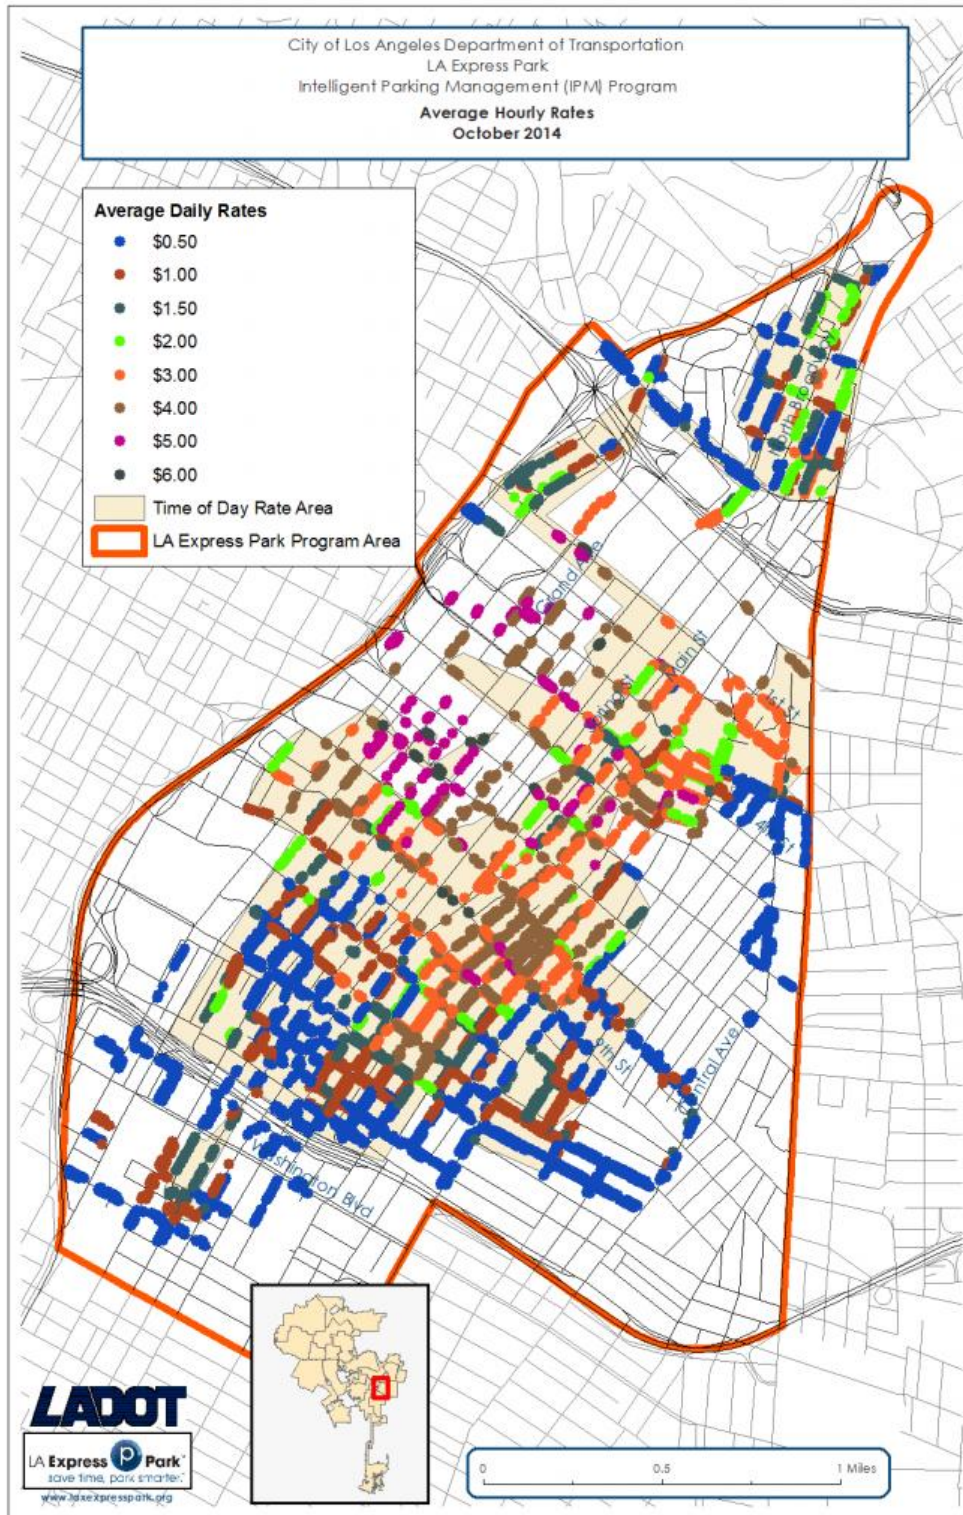 City of Los Angeles Department of Transportation
LA Express Park
Intelligent Parking Management (IPM) Program
Average Hourly Rates
October 2014
Average Daily Rates
$0.50
$1.00
$1.50
$2.00
$3.00
$4.00
$5.00
$6.00
Time of Day Rate Area
LA Express Park Program Area
North Broadway
Grand Ave
Main St
1st St
4th St
9th St
Central Ave
Washington Blvd
LADOT
LA Express P Park
save time, park smarter.
www.laexpresspark.org
0 0.5 1 Miles